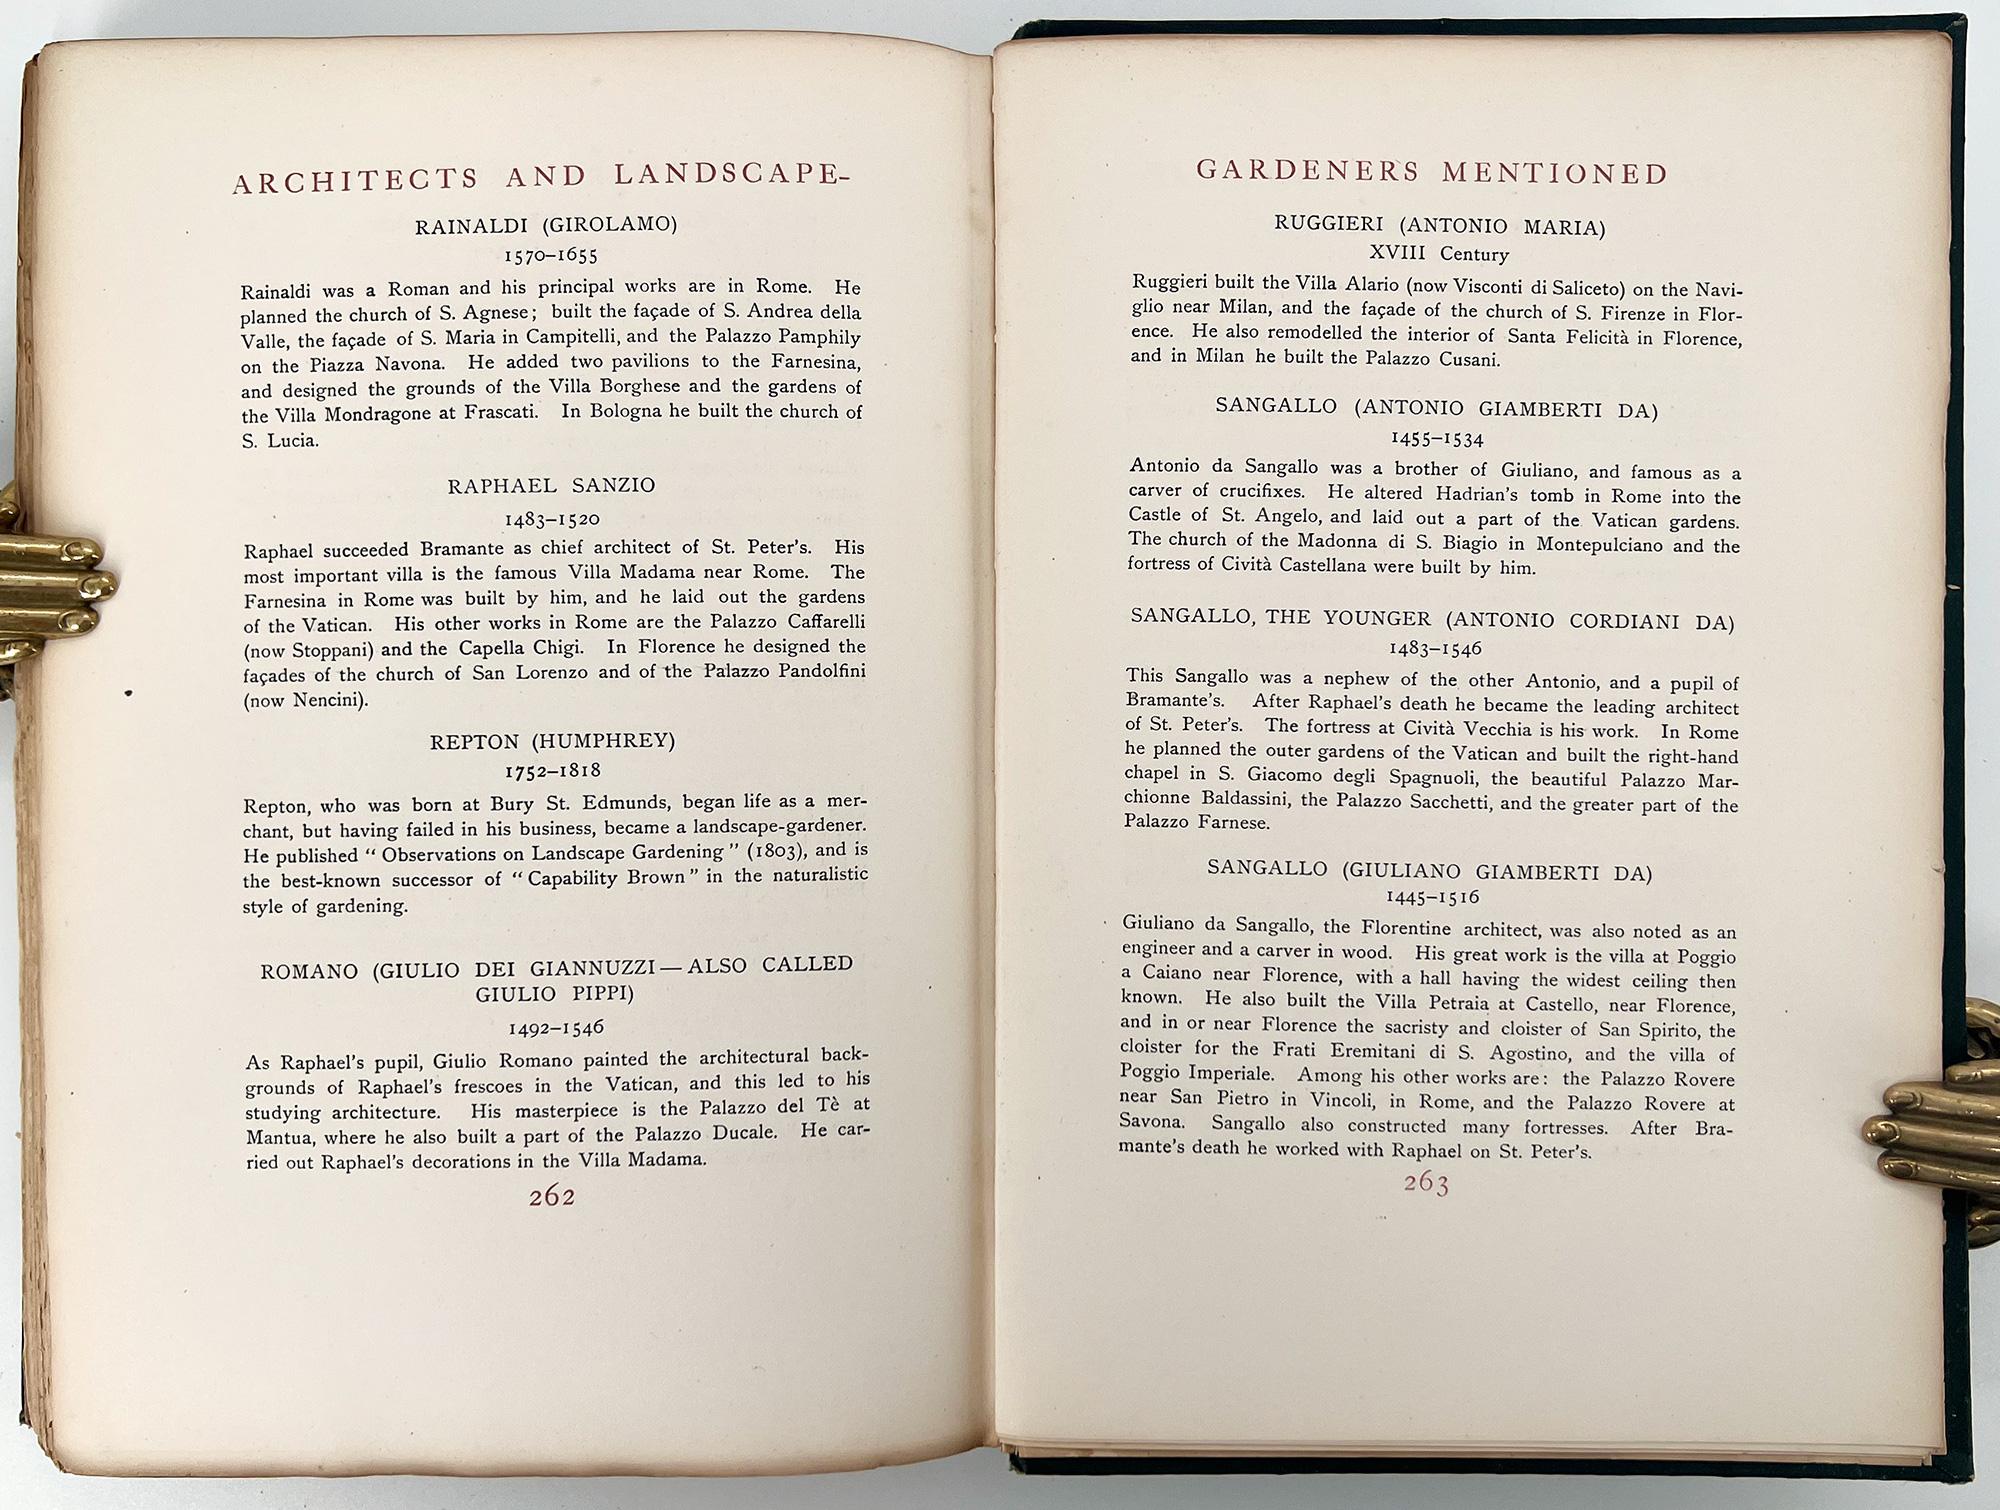 ARCHITECTS AND LANDSCAPE-
RAINALDI (GIROLAMO)
1570–1655
Rainaldi was a Roman and his principal works are in Rome. He
planned the church of S. Agnese; built the façade of S. Andrea della
Valle, the façade of S. Maria in Campitelli, and the Palazzo Pamphily
on the Piazza Navona. He added two pavilions to the Farnesina,
and designed the grounds of the Villa Borghese and the gardens of
the Villa Mondragone at Frascati. In Bologna he built the church of
S. Lucia.
RAPHAEL SANZIO
1483–1520
Raphael succeeded Bramante as chief architect of St. Peter's. His
most important villa is the famous Villa Madama near Rome. The
Farnesina in Rome was built by him, and he laid out the gardens
of the Vatican. His other works in Rome are the Palazzo Caffarelli
(now Stoppani) and the Capella Chigi. In Florence he designed the
façades of the church of San Lorenzo and of the Palazzo Pandolfini
(now Nencini).
REPTON (HUMPHREY)
1752–1818
Repton, who was born at Bury St. Edmunds, began life as a mer-
chant, but having failed in his business, became a landscape-gardener.
He published "Observations on Landscape Gardening" (1803), and is
the best-known successor of "Capability Brown" in the naturalistic
style of gardening.
ROMANO (GIULIO DEI GIANNUZZI — ALSO CALLED
GIULIO PIPPI)
1492–1546
As Raphael's pupil, Giulio Romano painted the architectural back-
grounds of Raphael's frescoes in the Vatican, and this led to his
studying architecture. His masterpiece is the Palazzo del Tè at
Mantua, where he also built a part of the Palazzo Ducale. He car-
ried out Raphael's decorations in the Villa Madama.
262
GARDENERS MENTIONED
RUGGIERI (ANTONIO MARIA)
XVIII Century
Ruggieri built the Villa Alario (now Visconti di Saliceto) on the Navi-
glio near Milan, and the façade of the church of S. Firenze in Flor-
ence. He also remodelled the interior of Santa Felicità in Florence,
and in Milan he built the Palazzo Cusani.
SANGALLO (ANTONIO GIAMBERTI DA)
1455–1534
Antonio da Sangallo was a brother of Giuliano, and famous as a
carver of crucifixes. He altered Hadrian's tomb in Rome into the
Castle of St. Angelo, and laid out a part of the Vatican gardens.
The church of the Madonna di S. Biagio in Montepulciano and the
fortress of Cività Castellana were built by him.
SANGALLO, THE YOUNGER (ANTONIO CORDIANI DA)
1483–1546
This Sangallo was a nephew of the other Antonio, and a pupil of
Bramante's. After Raphael's death he became the leading architect
of St. Peter's. The fortress at Cività Vecchia is his work. In Rome
he planned the outer gardens of the Vatican and built the right-hand
chapel in S. Giacomo degli Spagnuoli, the beautiful Palazzo Mar-
chionne Baldassini, the Palazzo Sacchetti, and the greater part of the
Palazzo Farnese.
SANGALLO (GIULIANO GIAMBERTI DA)
1445–1516
Giuliano da Sangallo, the Florentine architect, was also noted as an
engineer and a carver in wood. His great work is the villa at Poggio
a Caiano near Florence, with a hall having the widest ceiling then
known. He also built the Villa Petraia at Castello, near Florence,
and in or near Florence the sacristy and cloister of San Spirito, the
cloister for the Frati Eremitani di S. Agostino, and the villa of
Poggio Imperiale. Among his other works are: the Palazzo Rovere
near San Pietro in Vincoli, in Rome, and the Palazzo Rovere at
Savona. Sangallo also constructed many fortresses. After Bra-
mante's death he worked with Raphael on St. Peter's.
263